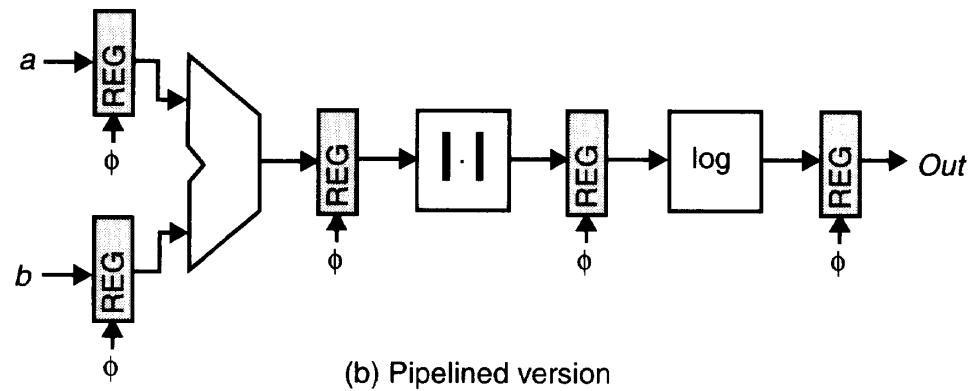 a
REG
ϕ
b
REG
ϕ
REG
ϕ
|·|
REG
ϕ
log
REG
ϕ
Out
(b) Pipelined version